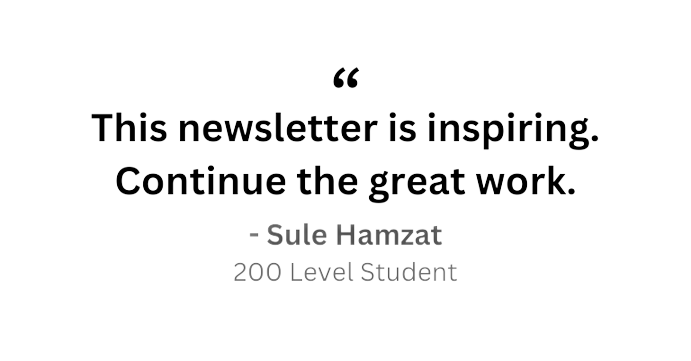 “
This newsletter is inspiring.
Continue the great work.
- Sule Hamzat
200 Level Student